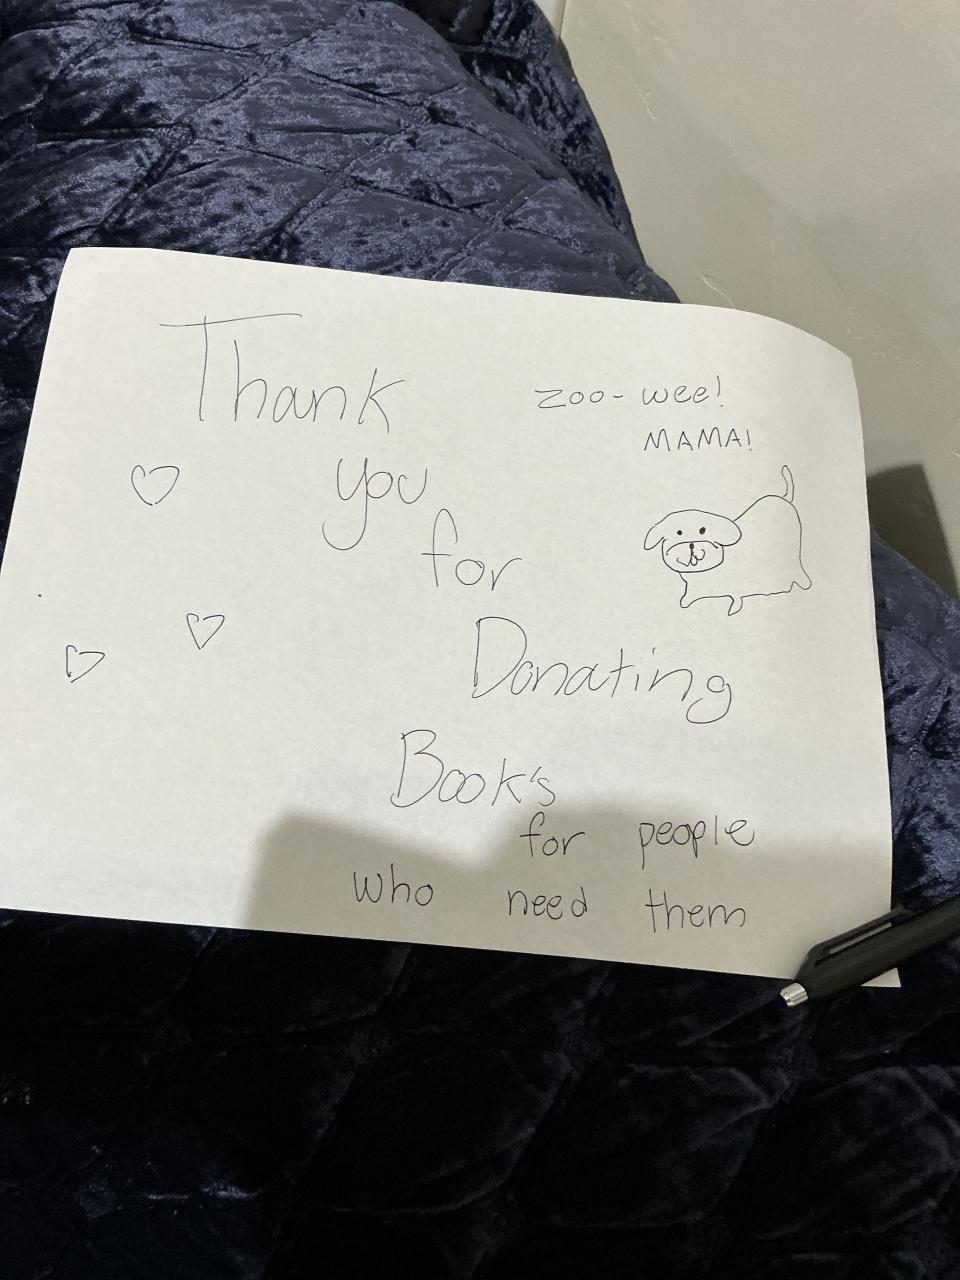 Thank
you
for
Donating
Book's
for people
who need them
zoo-wee!
MAMA!